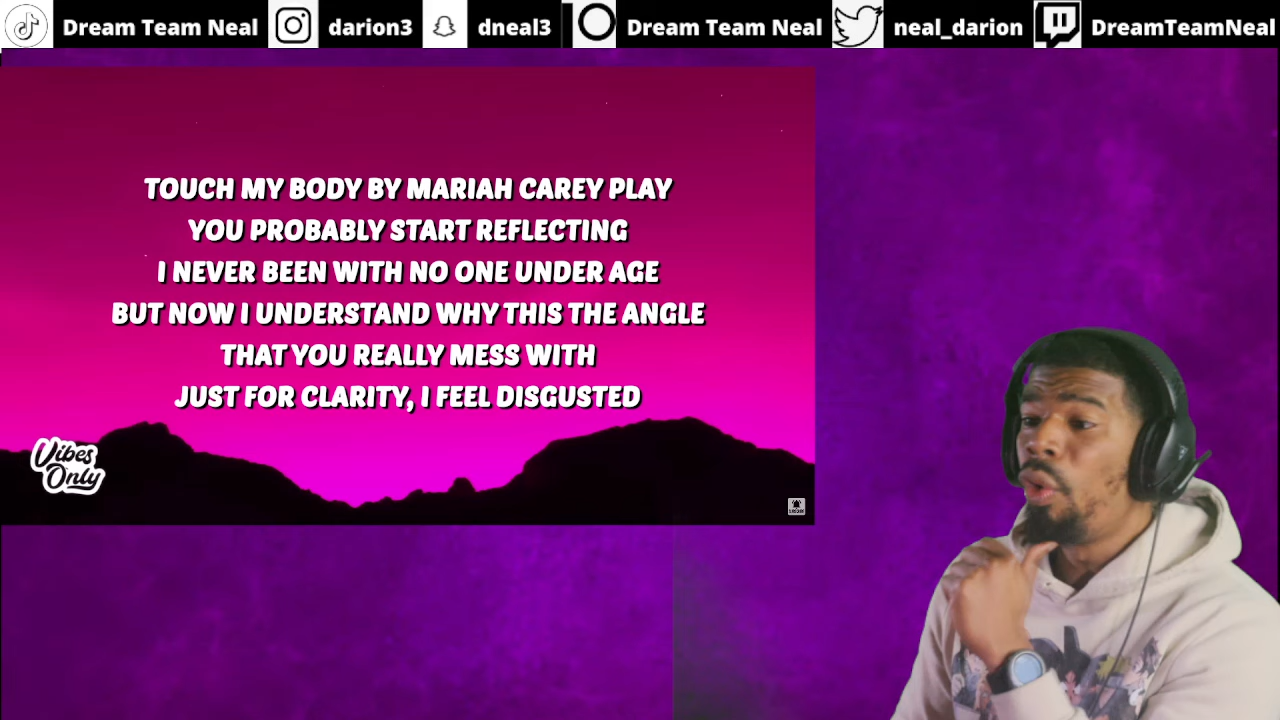 Dream Team Neal
darion3
dneal3
Dream Team Neal
neal_darion
DreamTeamNeal
TOUCH MY BODY BY MARIAH CAREY PLAY
YOU PROBABLY START REFLECTING
I NEVER BEEN WITH NO ONE UNDER AGE
BUT NOW I UNDERSTAND WHY THIS THE ANGLE
THAT YOU REALLY MESS WITH
JUST FOR CLARITY, I FEEL DISGUSTED
Vibes
Only